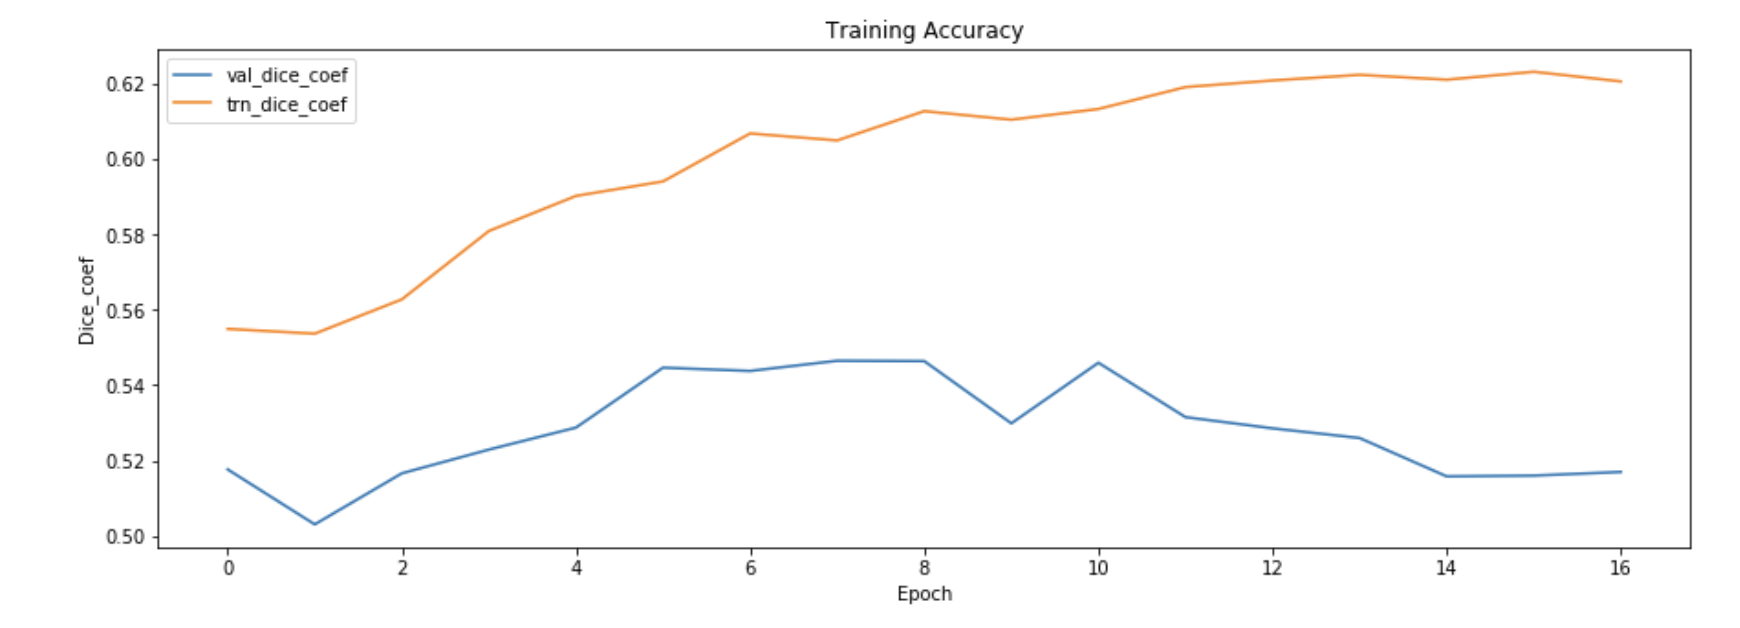 Training Accuracy
val_dice_coef
trn_dice_coef
0.62
0.60
0.58
0.56
0.54
0.52
0.50
Dice_coef
0 2 4 6 8 10 12 14 16
Epoch